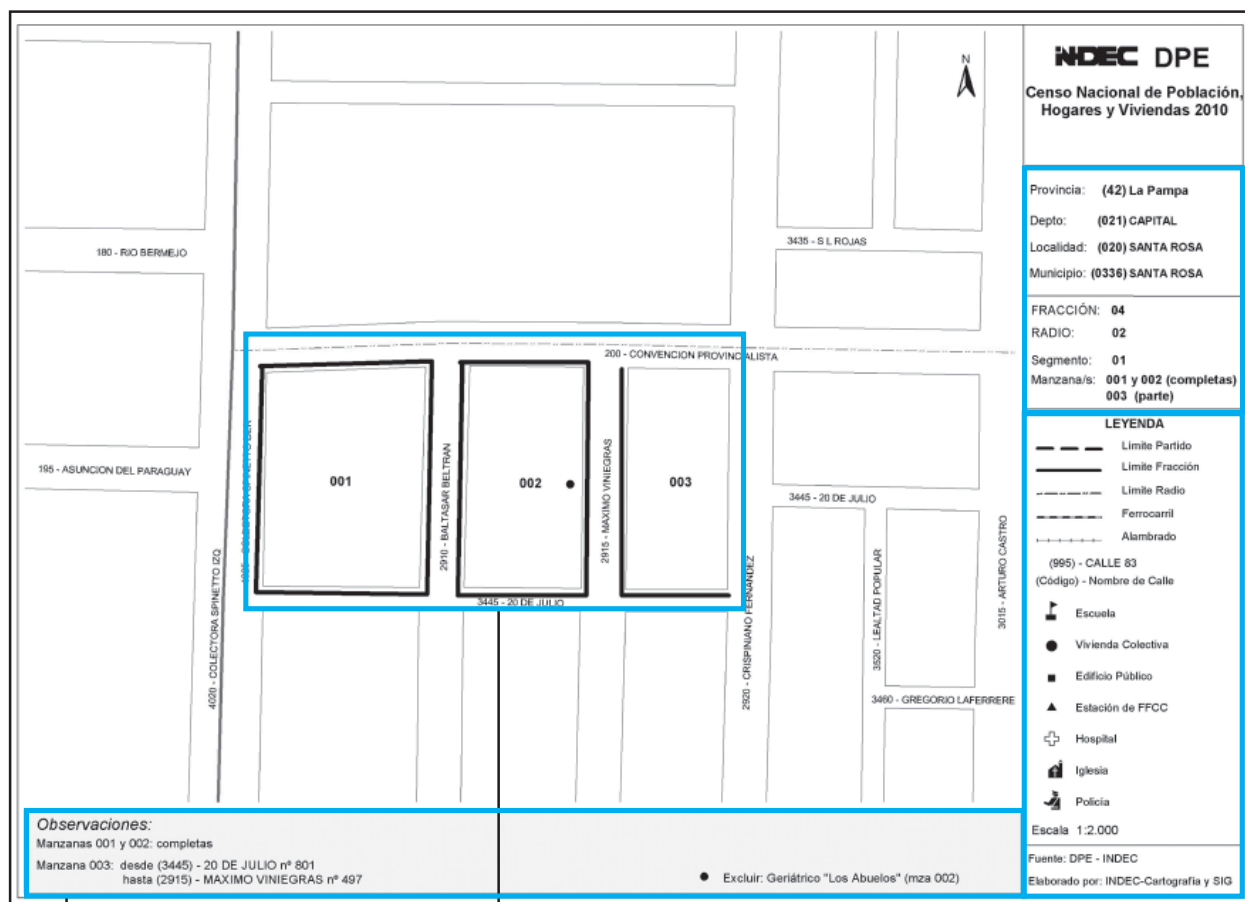 INDEC DPE
Censo Nacional de Población,
Hogares y Viviendas 2010
N
Provincia: (42) La Pampa
Depto: (021) CAPITAL
Localidad: (020) SANTA ROSA
Municipio: (0336) SANTA ROSA
FRACCIÓN: 04
RADIO: 02
Segmento: 01
Manzana/s: 001 y 002 (completas)
003 (parte)
LEYENDA
Limite Partido
Limite Fracción
Limite Radio
Ferrocarril
Alambrado
(995) - CALLE 83
(Código) - Nombre de Calle
Escuela
Vivienda Colectiva
Edificio Público
Estación de FFCC
Hospital
Iglesia
Policía
Escala 1:2.000
Fuente: DPE - INDEC
Elaborado por: INDEC-Cartografia y SIG
180 - RIO BERMEJO
3435 - S L ROJAS
200 - CONVENCION PROVINCIALISTA
195 - ASUNCION DEL PARAGUAY
001
002
003
2910 - BALTASAR BELTRAN
2915 - MAXIMO VINIEGRAS
3445 - 20 DE JULIO
3445 - 20 DE JULIO
4020 - COLECTORA SPINETTO IZQ
2920 - CRISPINIANO FERNANDEZ
3520 - LEALTAD POPULAR
3015 - ARTURO CASTRO
3460 - GREGORIO LAFERRERE
Observaciones:
Manzanas 001 y 002: completas
Manzana 003: desde (3445) - 20 DE JULIO nº 801
hasta (2915) - MAXIMO VINIEGRAS nº 497
Excluir: Geriátrico "Los Abuelos" (mza 002)